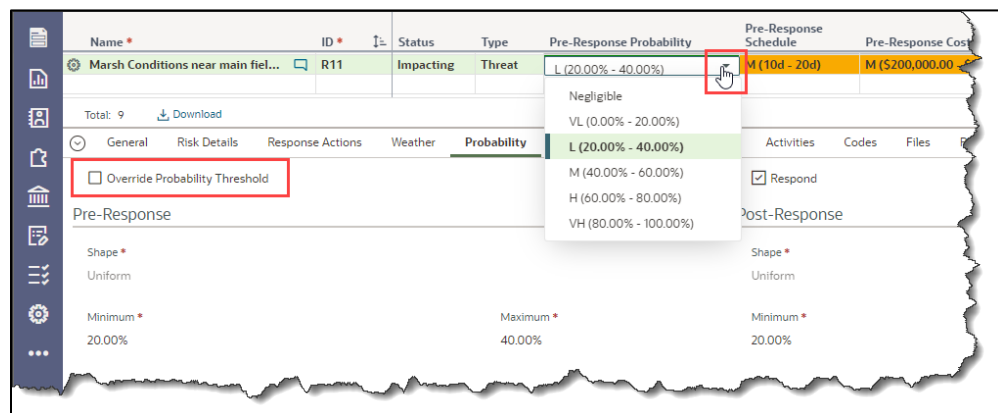 Name * ID * Status Type Pre-Response Probability Pre-Response Schedule Pre-Response Cost
Marsh Conditions near main fiel... R11 Impacting Threat L (20.00% - 40.00%) M (10d - 20d) M ($200,000.00 -
Negligible
Total: 9 Download
VL (0.00% - 20.00%)
General Risk Details Response Actions Weather Probability L (20.00% - 40.00%) Activities Codes Files
M (40.00% - 60.00%)
Override Probability Threshold Respond
H (60.00% - 80.00%)
Pre-Response Post-Response
VH (80.00% - 100.00%)
Shape * Shape *
Uniform Uniform
Minimum * Maximum * Minimum *
20.00% 40.00% 20.00%